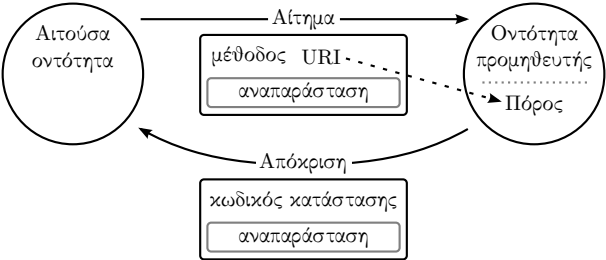 Αιτούσα
οντότητα
Αίτημα
μέθοδος URI
αναπαράσταση
Οντότητα
προμηθευτής
Πόρος
Απόκριση
κωδικός κατάστασης
αναπαράσταση